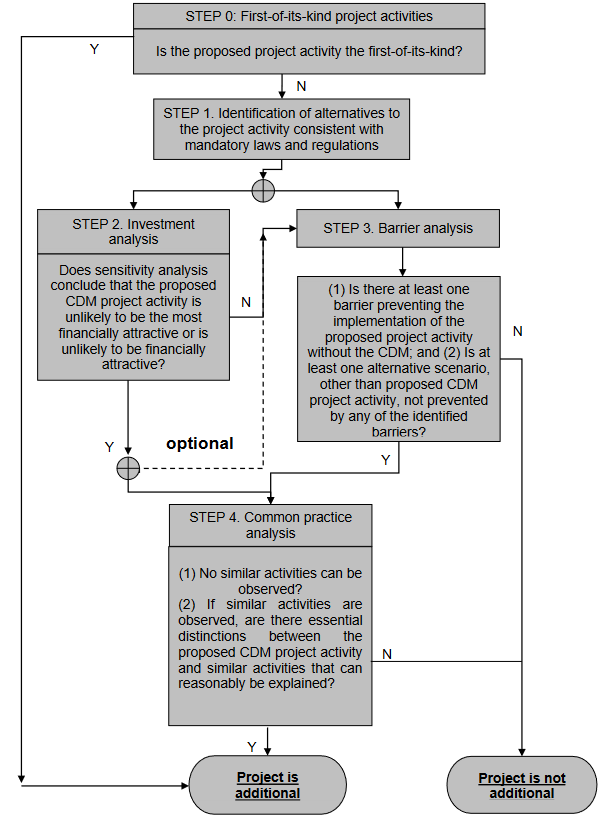 STEP 0: First-of-its-kind project activities
Y
Is the proposed project activity the first-of-its-kind?
N
STEP 1. Identification of alternatives to
the project activity consistent with
mandatory laws and regulations
STEP 2. Investment
analysis
Does sensitivity analysis
conclude that the proposed
CDM project activity is
unlikely to be the most
financially attractive or is
unlikely to be financially
attractive?
N
STEP 3. Barrier analysis
(1) Is there at least one
barrier preventing the
implementation of the
proposed project activity
without the CDM; and (2) Is at
least one alternative scenario,
other than proposed CDM
project activity, not prevented
by any of the identified
barriers?
N
Y
optional
Y
STEP 4. Common practice
analysis
(1) No similar activities can be
observed?
(2) If similar activities are
observed, are there essential
distinctions between the
proposed CDM project activity
and similar activities that can
reasonably be explained?
N
Y
Project is
additional
Project is not
additional